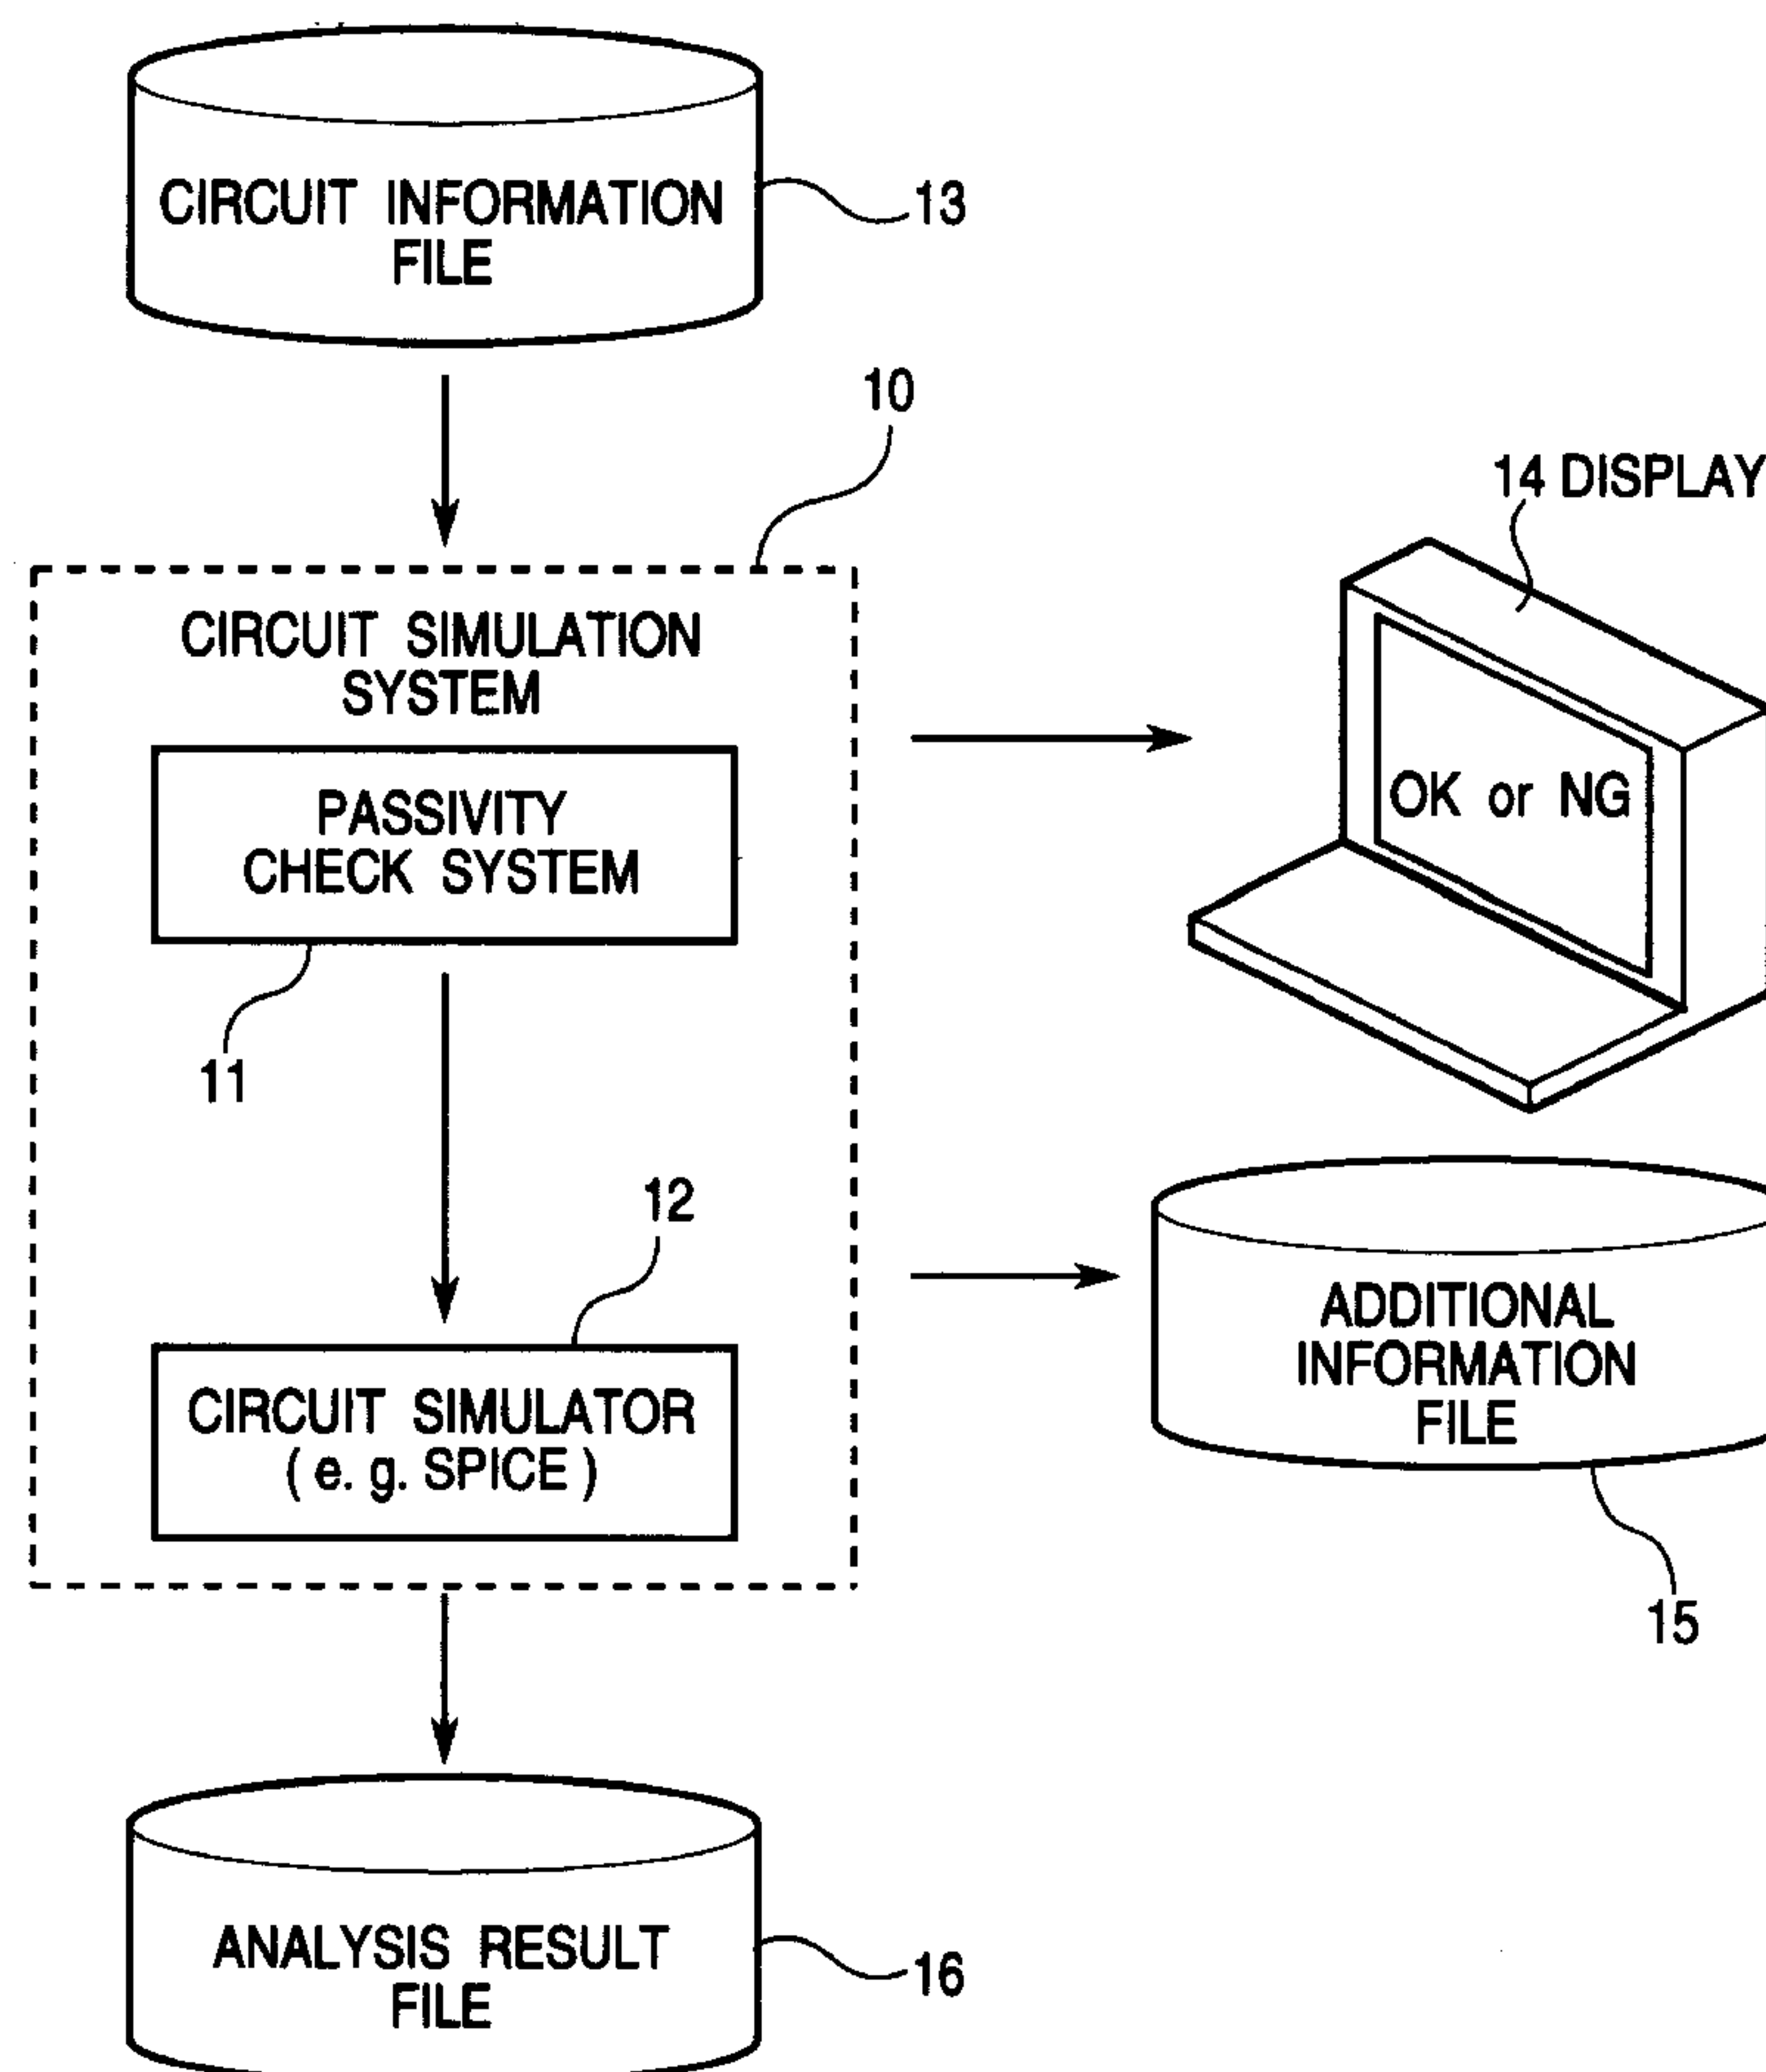 CIRCUIT INFORMATION
FILE
13
10
14 DISPLAY
CIRCUIT SIMULATION
SYSTEM
PASSIVITY
CHECK SYSTEM
OK or NG
11
12
CIRCUIT SIMULATOR
( e. g. SPICE )
ADDITIONAL
INFORMATION
FILE
15
ANALYSIS RESULT
FILE
16